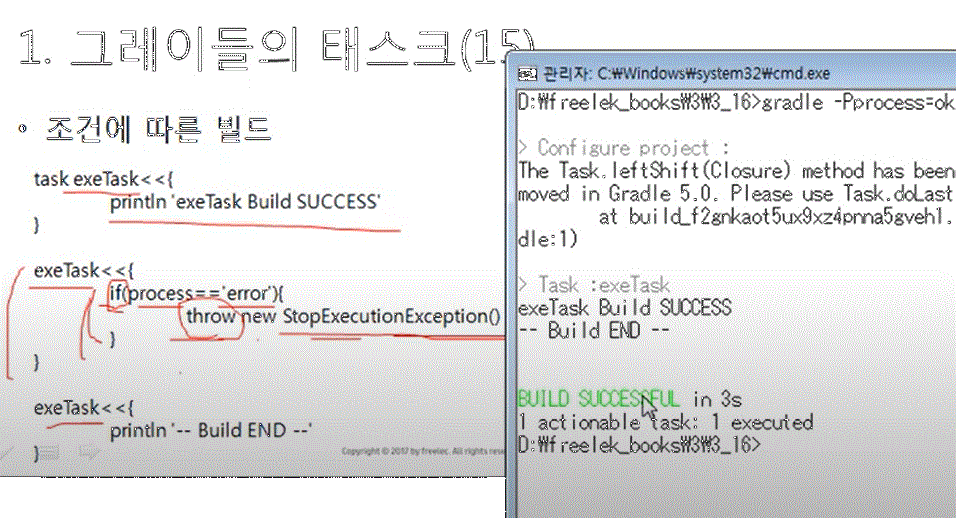 1. 그레이들의 태스크(15)
• 조건에 따른 빌드
task exeTask<<{
println 'exeTask Build SUCCESS'
}
exeTask<<{
if(process=='error'){
throw new StopExecutionException()
}
}
exeTask<<{
println '-- Build END --'
}
Copyright © 2017 by freelec. All rights rese
관리자: C:\Windows\system32\cmd.exe
D:₩freelek_books₩3₩3_16>gradle -Pprocess=ok
> Configure project :
The Task.leftShift(Closure) method has been
moved in Gradle 5.0. Please use Task.doLast
at build_f2gnkaot5ux9xz4pnna5gveh1.
dle:1)
> Task :exeTask
exeTask Build SUCCESS
-- Build END --
BUILD SUCCESSFUL in 3s
1 actionable task: 1 executed
D:₩freelek_books₩3₩3_16>